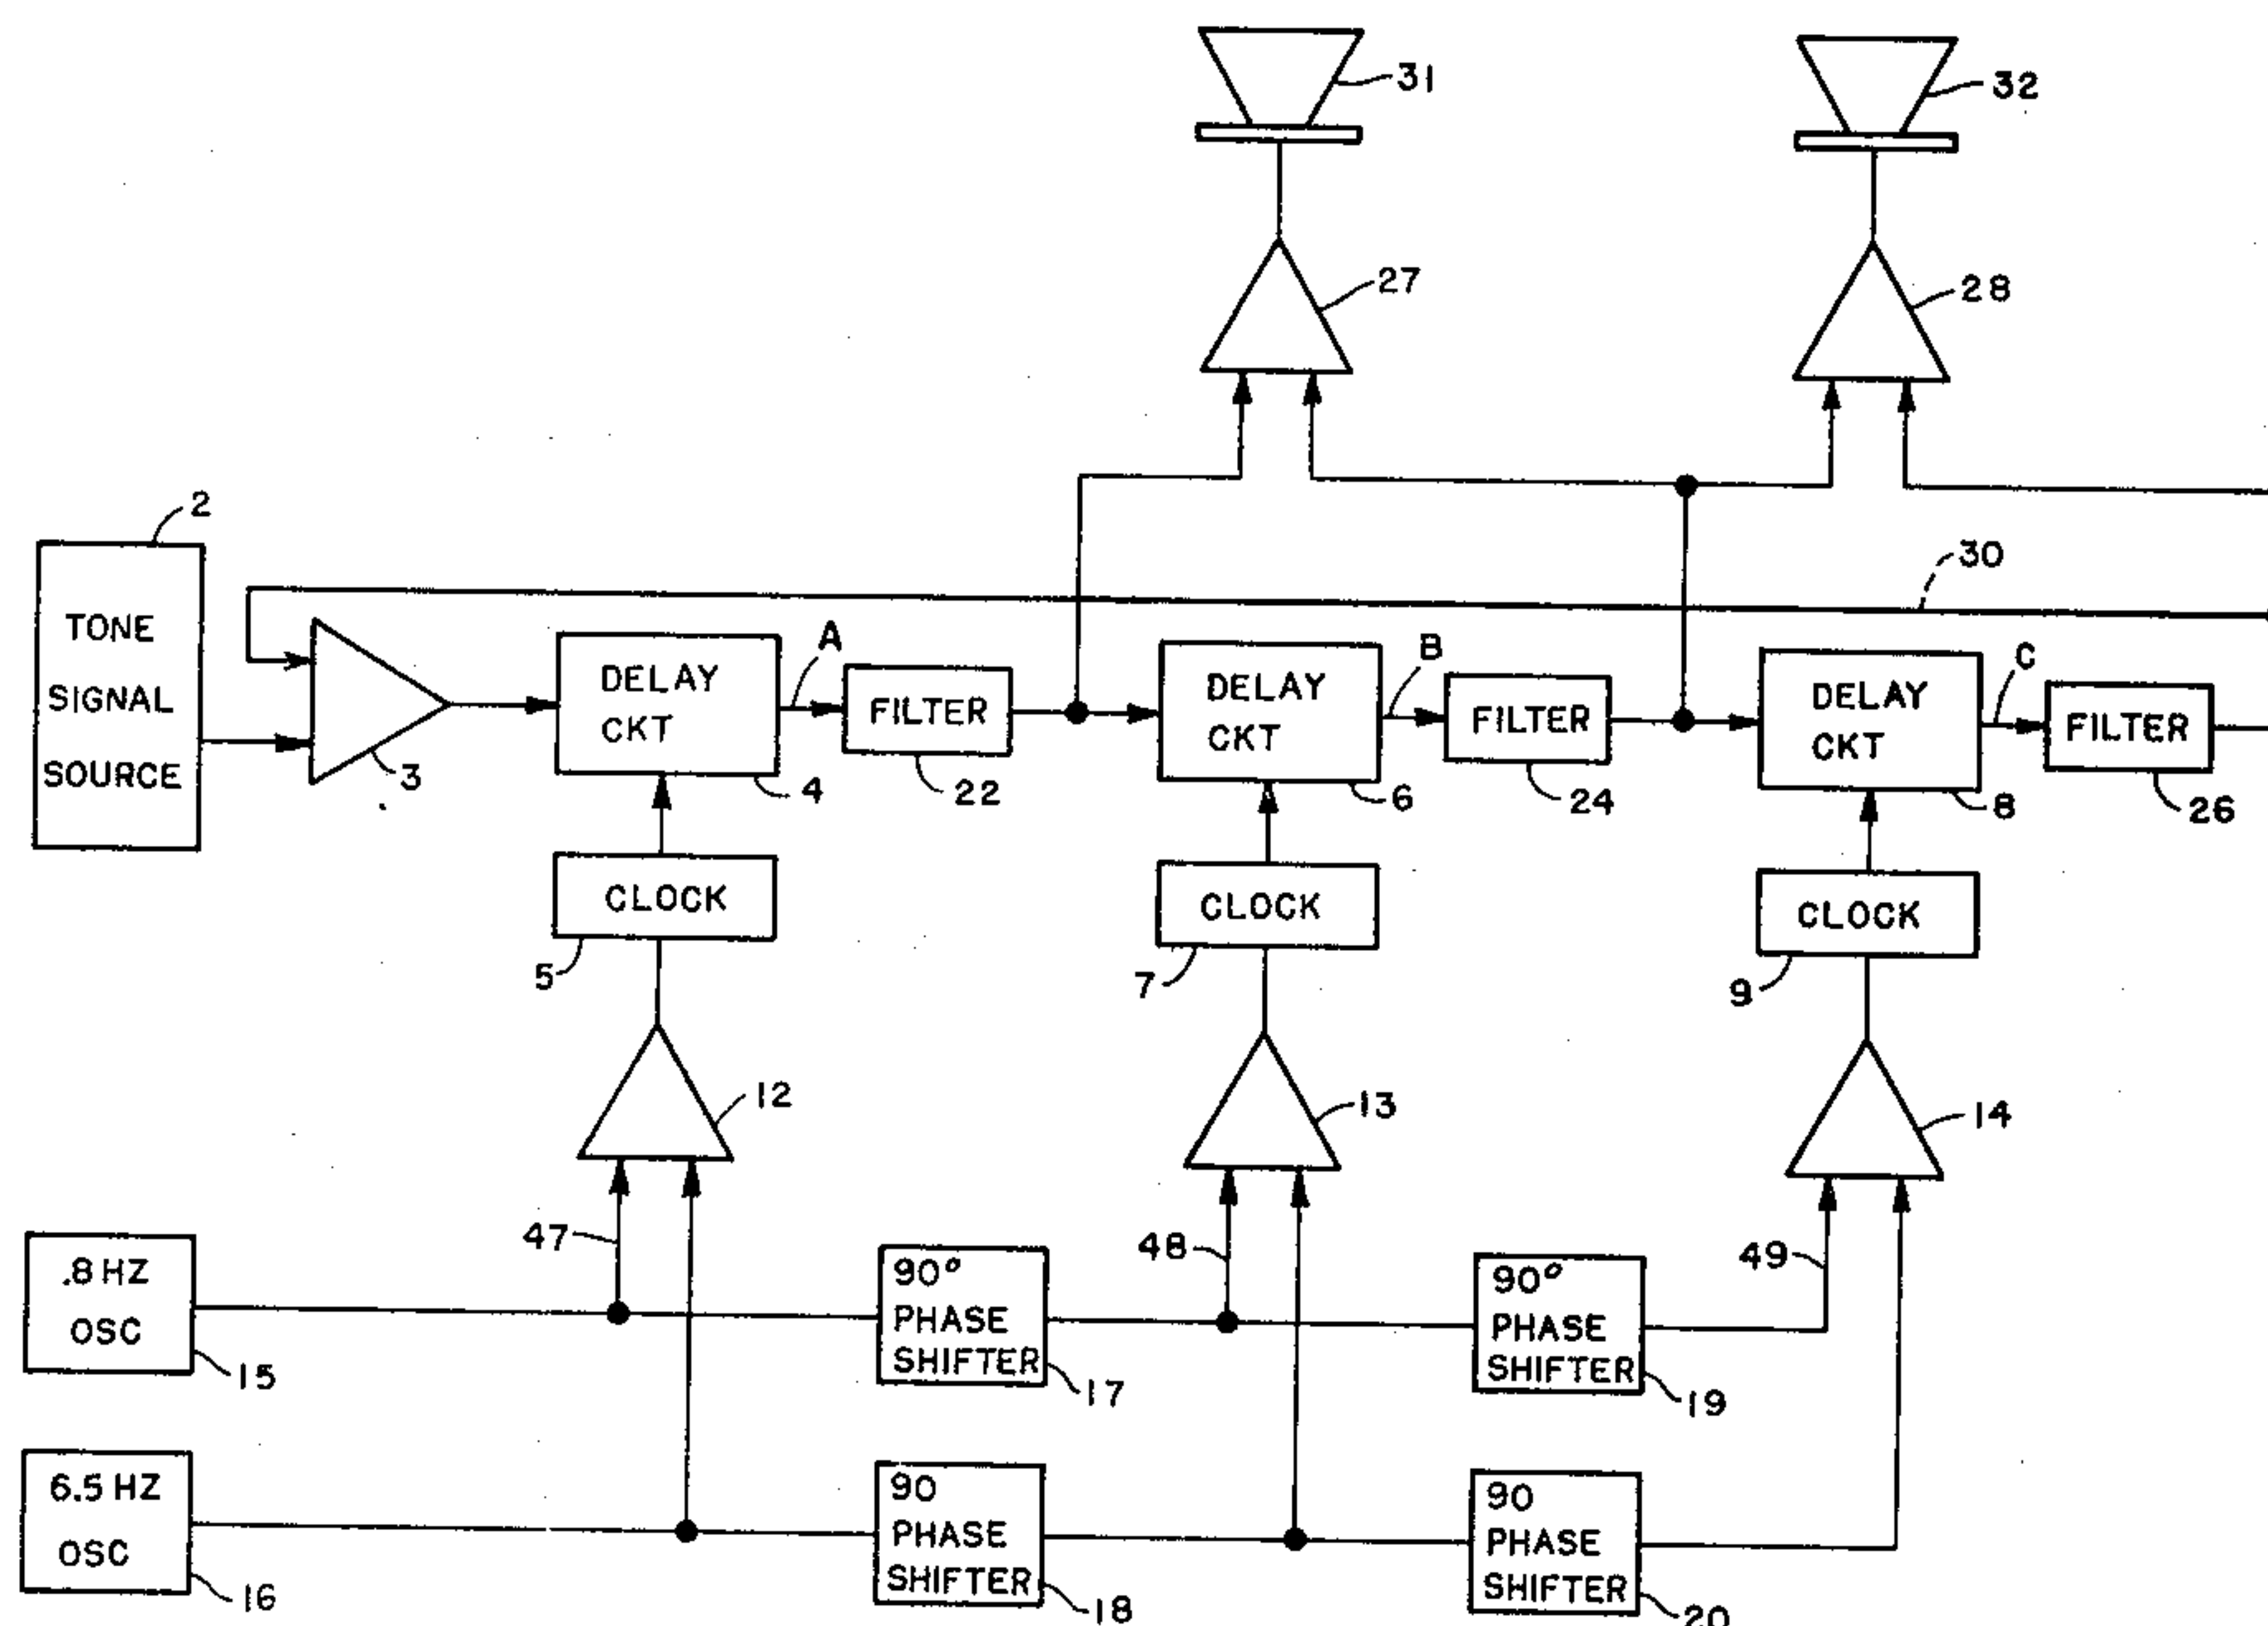 31
32
27
28
2
30
TONE
SIGNAL
SOURCE
3
DELAY
CKT
4
A
FILTER
22
DELAY
CKT
6
B
FILTER
24
DELAY
CKT
8
C
FILTER
26
CLOCK
5
CLOCK
7
CLOCK
9
12
13
14
47
48
49
.8 HZ
OSC
15
90°
PHASE
SHIFTER
17
90°
PHASE
SHIFTER
19
6.5 HZ
OSC
16
90
PHASE
SHIFTER
18
90
PHASE
SHIFTER
20